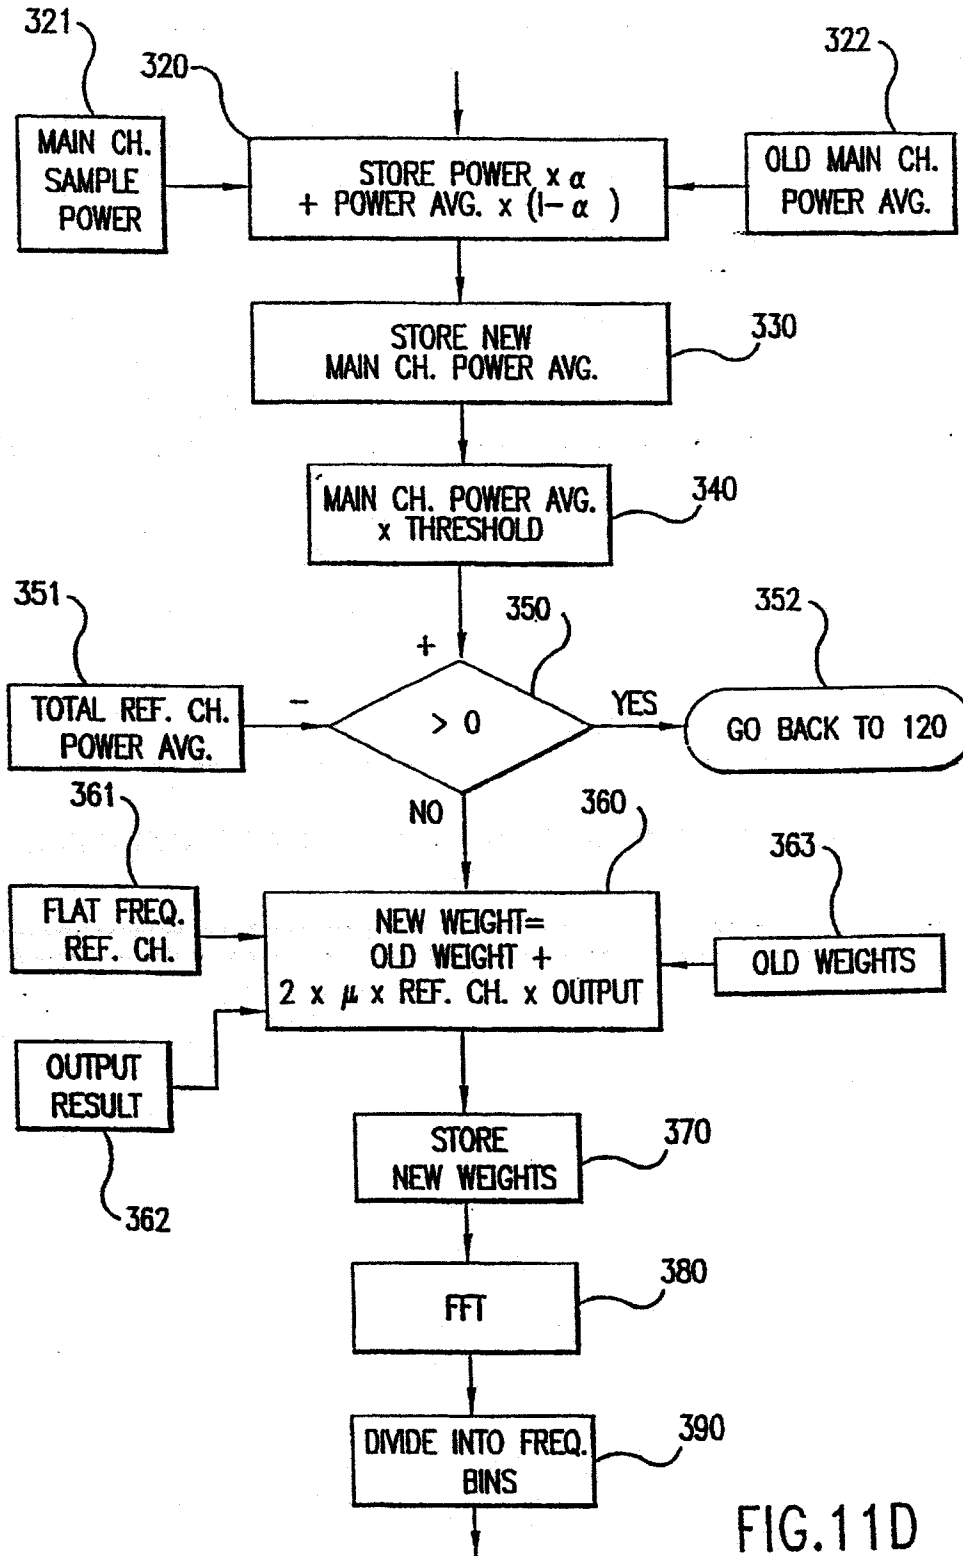 321
320
322
MAIN CH.
SAMPLE
POWER
STORE POWER x α
+ POWER AVG. x (1- α )
OLD MAIN CH.
POWER AVG.
330
STORE NEW
MAIN CH. POWER AVG.
340
MAIN CH. POWER AVG.
x THRESHOLD
351
350
352
+
TOTAL REF. CH.
POWER AVG.
-
> 0
YES
GO BACK TO 120
361
NO
360
363
FLAT FREQ.
REF. CH.
NEW WEIGHT=
OLD WEIGHT +
2 x μ x REF. CH. x OUTPUT
OLD WEIGHTS
OUTPUT
RESULT
362
370
STORE
NEW WEIGHTS
380
FFT
390
DIVIDE INTO FREQ.
BINS
FIG.11D